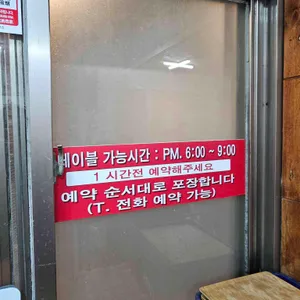 테이블 가능시간 : PM. 6:00 ~ 9:00
1 시간전 예약해주세요
예약 순서대로 포장합니다
(T. 전화 예약 가능)